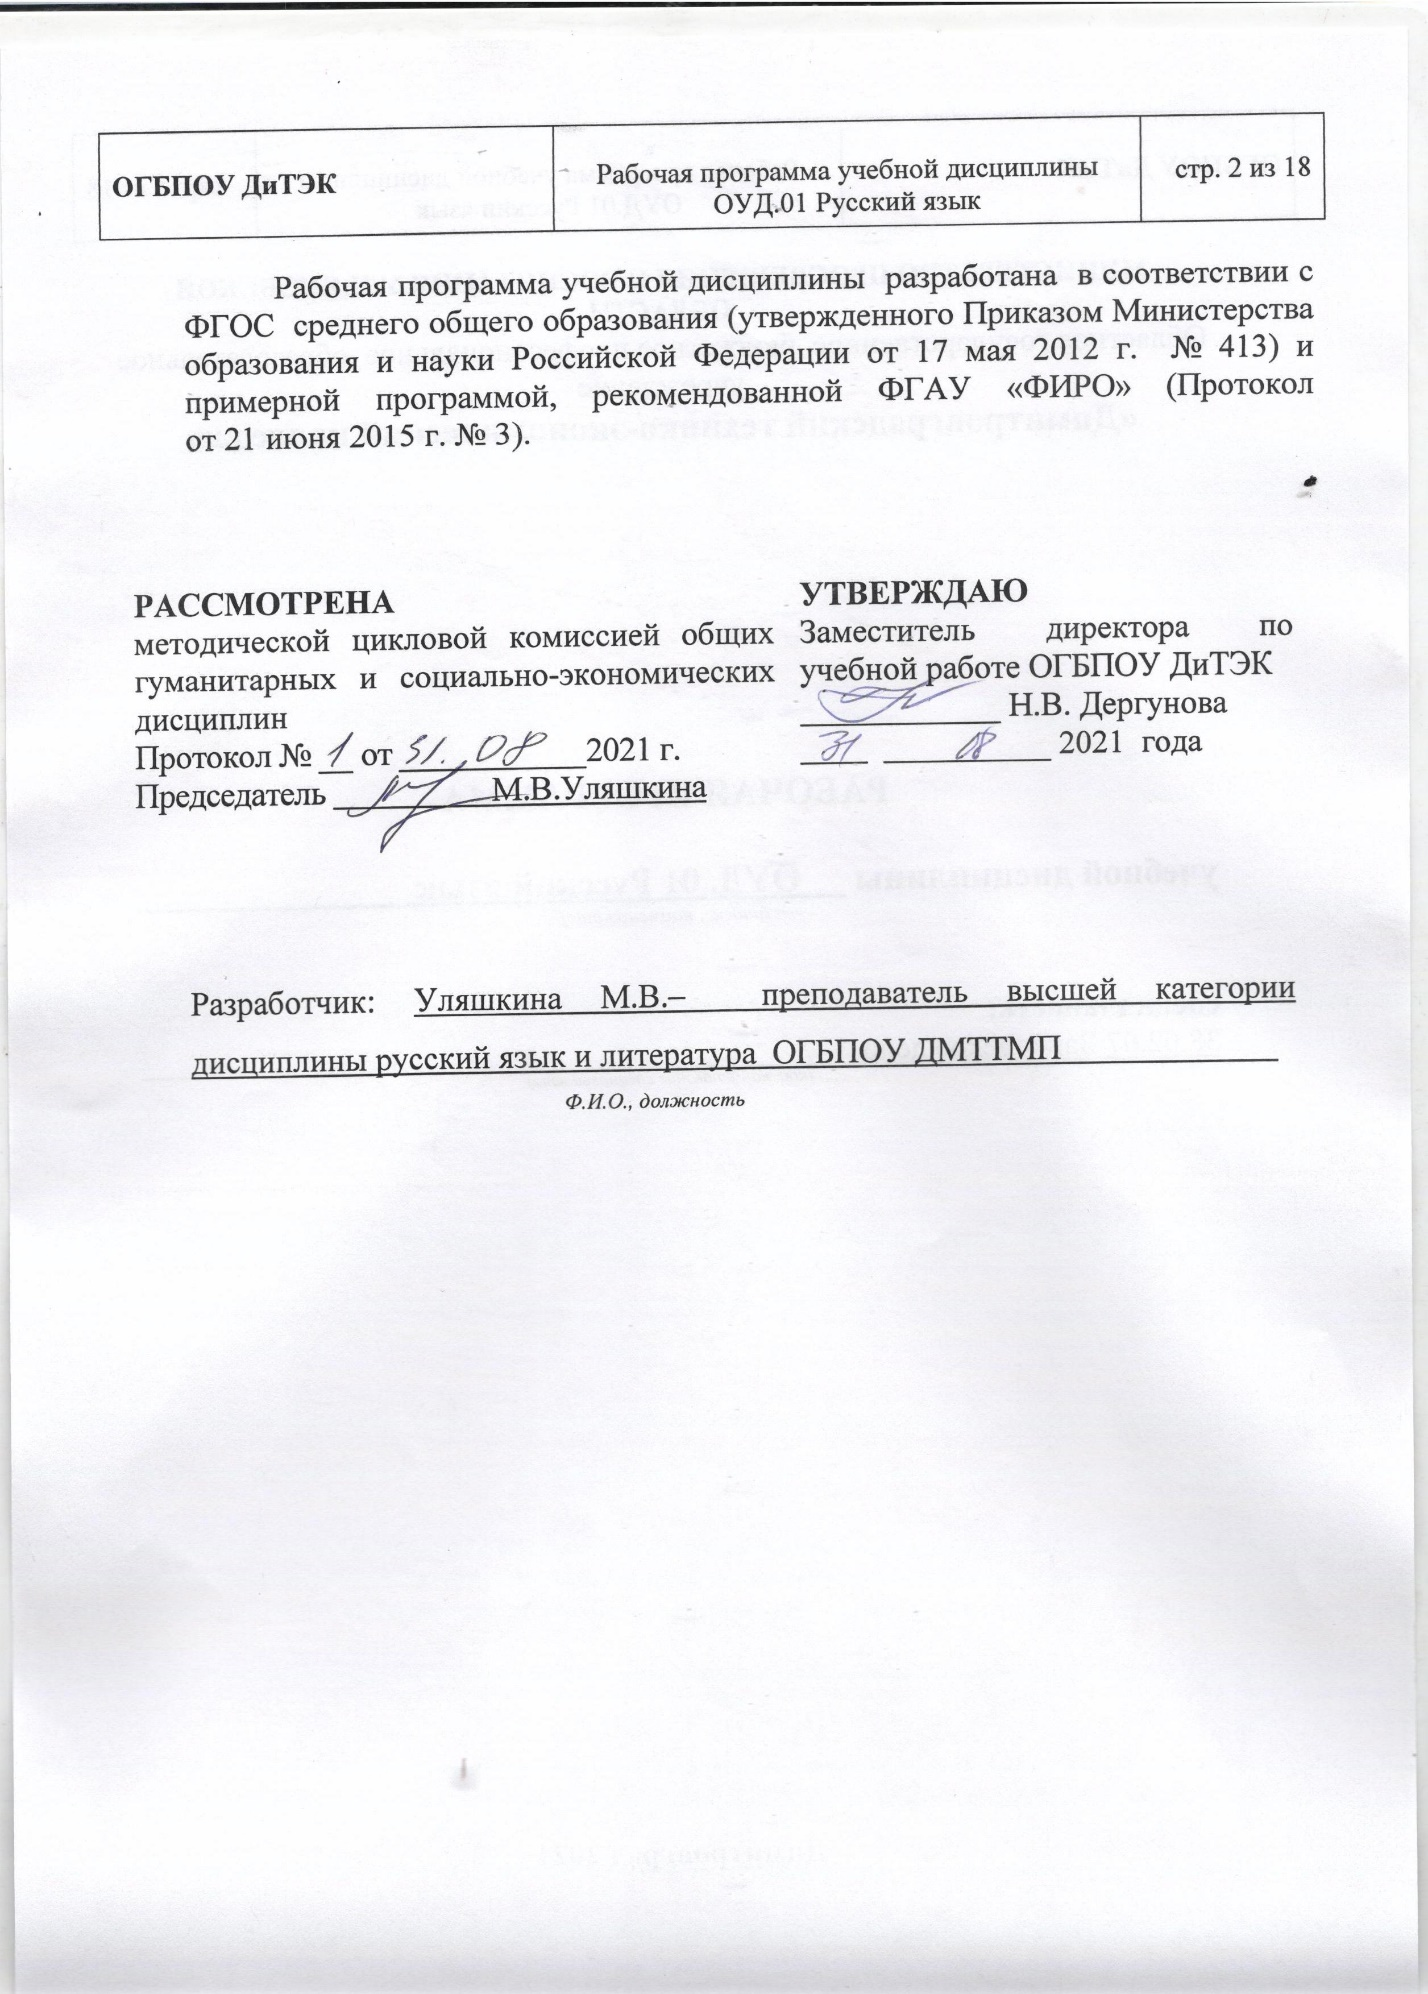 ОГБПОУ ДиТЭК
Рабочая программа учебной дисциплины
ОУД.01 Русский язык
стр. 2 из 18
Рабочая программа учебной дисциплины разработана в соответствии с
ФГОС среднего общего образования (утвержденного Приказом Министерства
образования и науки Российской Федерации от 17 мая 2012 г. № 413) и
примерной программой, рекомендованной ФГАУ «ФИРО» (Протокол
от 21 июня 2015 г. № 3).
РАССМОТРЕНА
методической цикловой комиссией общих
гуманитарных и социально-экономических
дисциплин
Протокол № 1 от 31.08 2021 г.
Председатель М.В.Уляшкина
УТВЕРЖДАЮ
Заместитель директора по
учебной работе ОГБПОУ ДиТЭК
Н.В. Дергунова
31 08 2021 года
Разработчик: Уляшкина М.В.– преподаватель высшей категории
дисциплины русский язык и литература ОГБПОУ ДМТТМП
Ф.И.О., должность